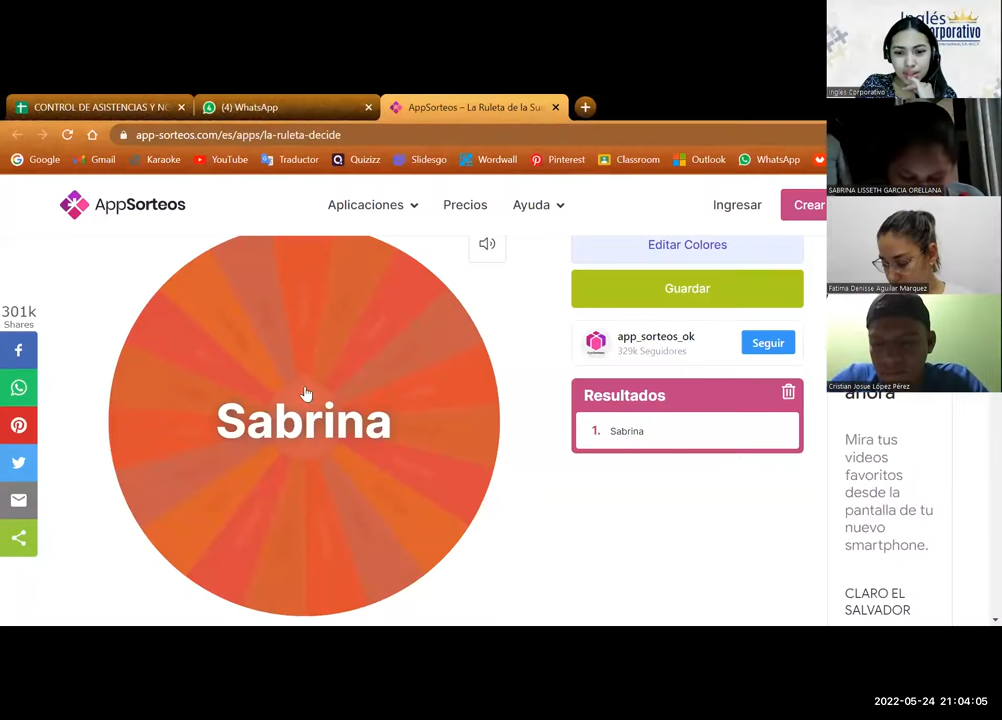 CONTROL DE ASISTENCIAS Y NO
(4) WhatsApp
AppSorteos – La Ruleta de la Sue
app-sorteos.com/es/apps/la-ruleta-decide
Google
Gmail
Karaoke
YouTube
Traductor
Quizizz
Slidesgo
Wordwall
Pinterest
Classroom
Outlook
WhatsApp
AppSorteos
Aplicaciones
Precios
Ayuda
Ingresar
Crear
301k
Shares
Sabrina
Editar Colores
Guardar
app_sorteos_ok
329k Seguidores
Seguir
Resultados
1. Sabrina
Inglés
Corporativo
Ingles Corporativo
SABRINA LISSETH GARCIA ORELLANA
Fatima Denisse Aguilar Marquez
Cristian Josue López Pérez
ahora
Mira tus
videos
favoritos
desde la
pantalla de tu
nuevo
smartphone.
CLARO EL
SALVADOR
2022-05-24 21:04:05